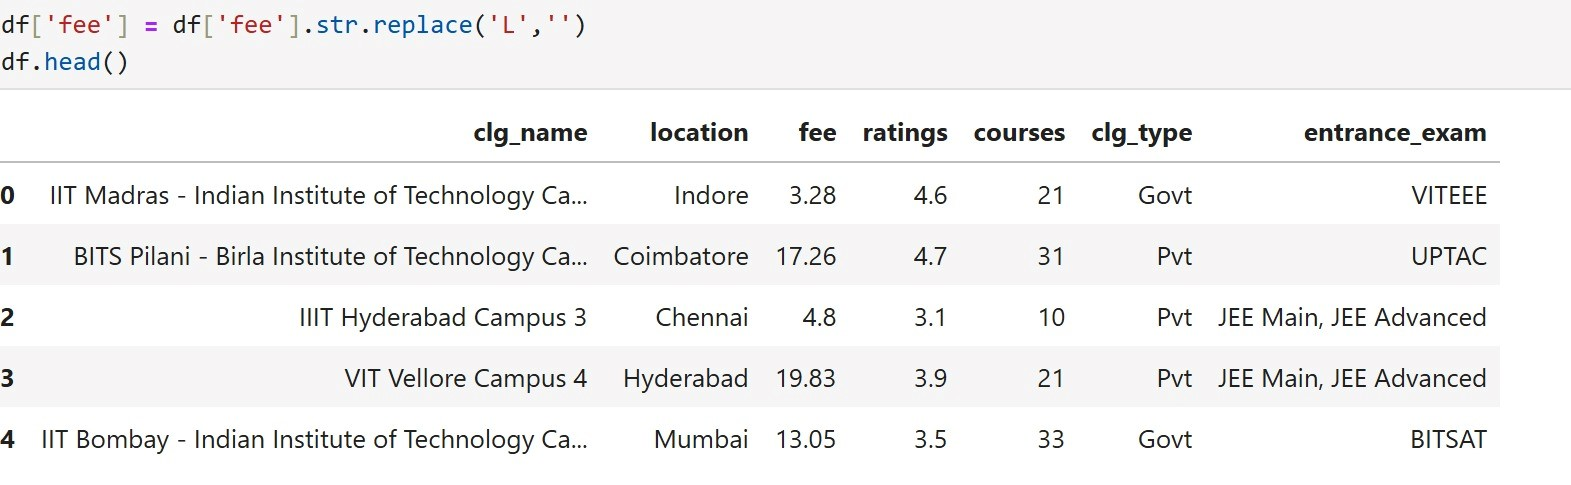 df['fee'] = df['fee'].str.replace('L','')
df.head()
clg_name location fee ratings courses clg_type entrance_exam
0 IIT Madras - Indian Institute of Technology Ca... Indore 3.28 4.6 21 Govt VITEEE
1 BITS Pilani - Birla Institute of Technology Ca... Coimbatore 17.26 4.7 31 Pvt UPTAC
2 IIIT Hyderabad Campus 3 Chennai 4.8 3.1 10 Pvt JEE Main, JEE Advanced
3 VIT Vellore Campus 4 Hyderabad 19.83 3.9 21 Pvt JEE Main, JEE Advanced
4 IIT Bombay - Indian Institute of Technology Ca... Mumbai 13.05 3.5 33 Govt BITSAT